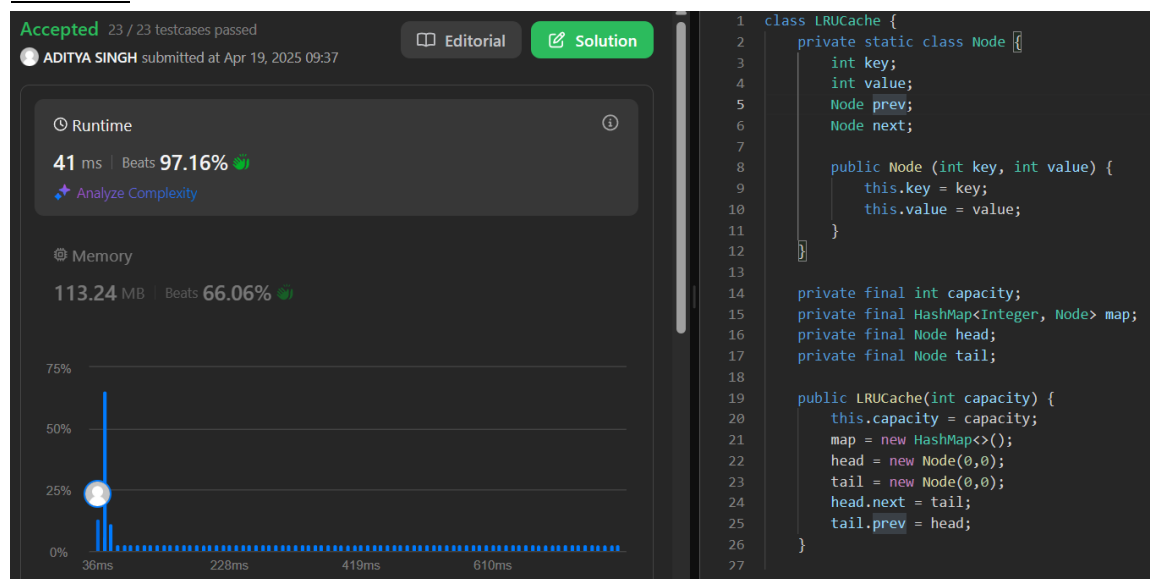 Accepted 23 / 23 testcases passed
Editorial
Solution
ADITYA SINGH submitted at Apr 19, 2025 09:37
Runtime
41 ms | Beats 97.16%
Analyze Complexity
Memory
113.24 MB | Beats 66.06%
75%
50%
25%
0%
36ms 228ms 419ms 610ms
1 class LRUCache {
2     private static class Node {
3         int key;
4         int value;
5         Node prev;
6         Node next;
7
8         public Node (int key, int value) {
9             this.key = key;
10             this.value = value;
11         }
12     }
13
14     private final int capacity;
15     private final HashMap<Integer, Node> map;
16     private final Node head;
17     private final Node tail;
18
19     public LRUCache(int capacity) {
20         this.capacity = capacity;
21         map = new HashMap<>();
22         head = new Node(0,0);
23         tail = new Node(0,0);
24         head.next = tail;
25         tail.prev = head;
26     }
27